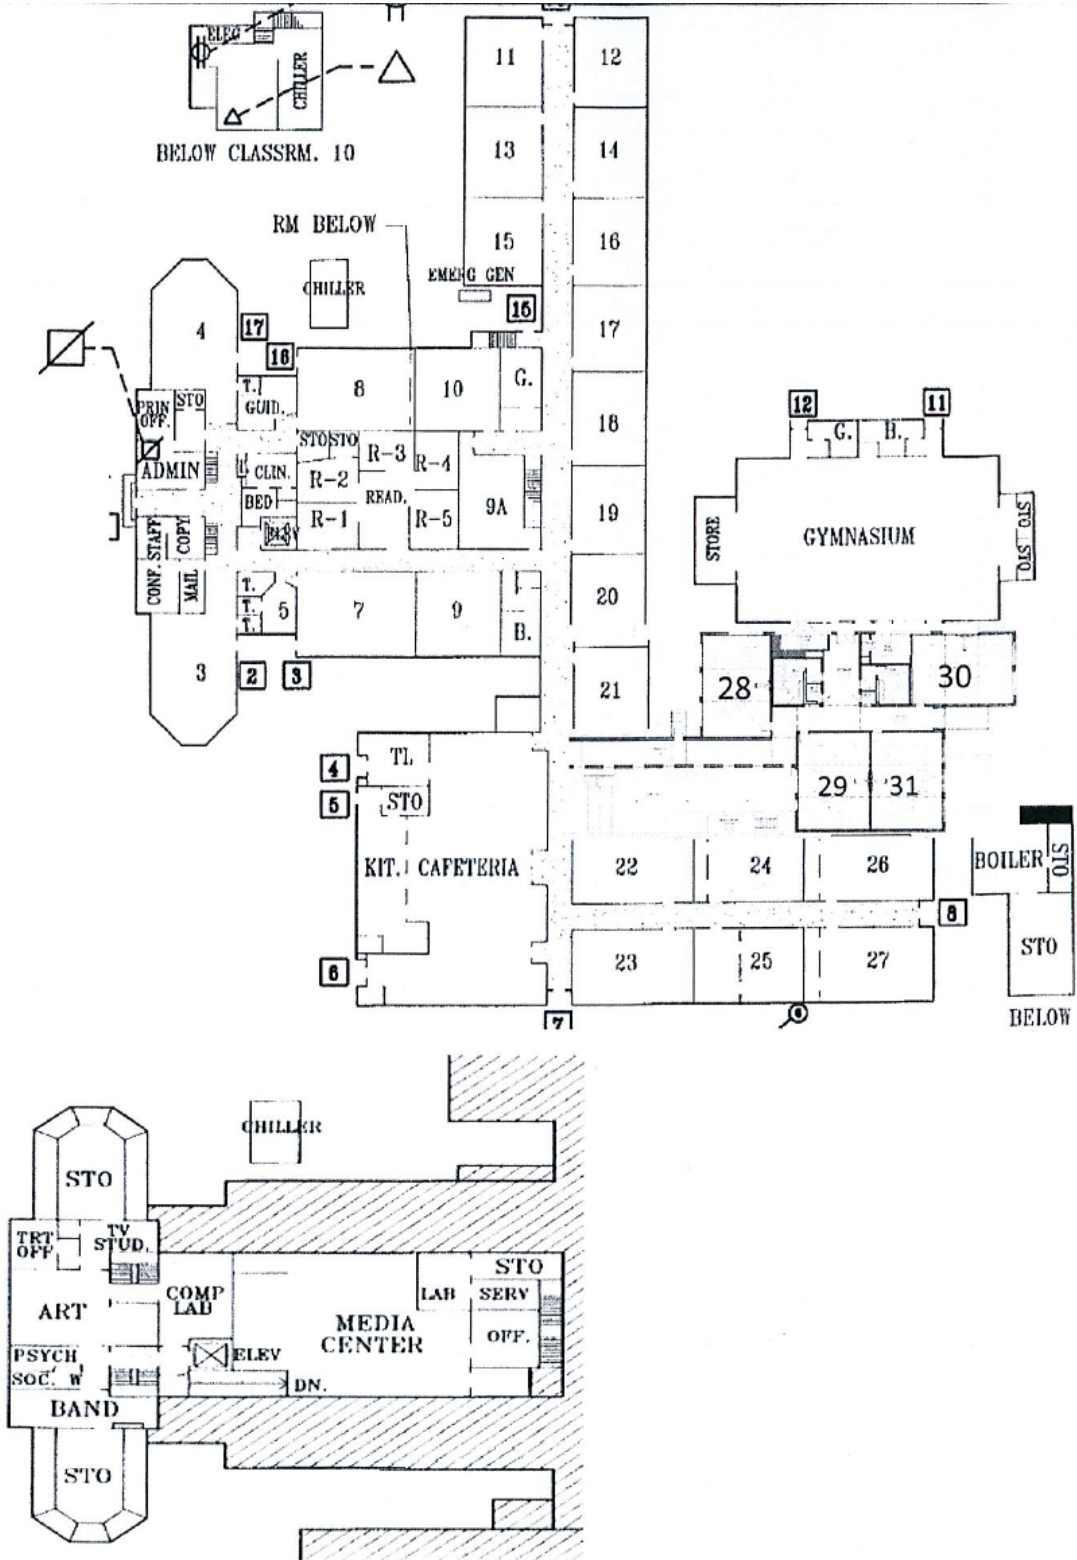 ELEC
CHILLER
BELOW CLASSRM. 10
11
12
13
14
RM BELOW
15
16
EMERG GEN
CHILLER
15
17
4
17
16
8
10
G.
T.
GUID.
STO
PRIN
OFF.
18
12
11
G.
B.
STO STO
R-3
R-4
ADMIN
CLIN.
R-2
READ.
9A
BED
R-1
R-5
19
STORE
GYMNASIUM
STO
STO
STAFF
COPY
ELEV
CONF.
MAIL
T.
T.
T.
5
7
9
B.
20
3
2
3
21
28
30
4
TL
5
STO
29
31
KIT.
CAFETERIA
22
24
26
BOILER
STO
8
6
23
25
27
STO
7
6
BELOW
CHILLER
STO
TRT
OFF
TV
STUD.
STO
COMP
LAB
LAB
SERV
ART
MEDIA
CENTER
OFF.
PSYCH
SOC. W
ELEV
DN.
BAND
STO